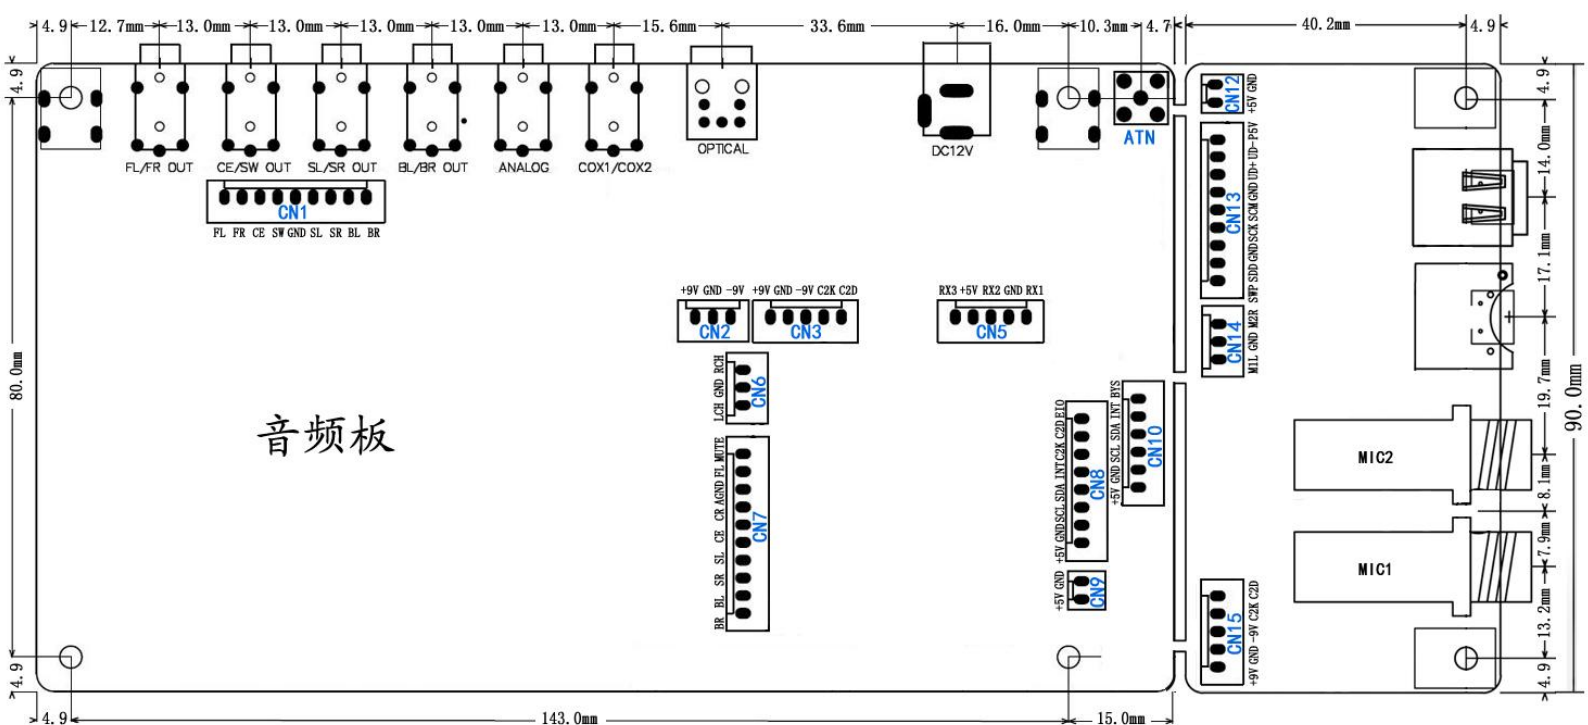 4.9 12.7mm 13.0mm 13.0mm 13.0mm 13.0mm 13.0mm 15.6mm 33.6mm 16.0mm 10.3mm 4.7 40.2mm 4.9
4.9
FL/FR OUT
CE/SW OUT
SL/SR OUT
BL/BR OUT
ANALOG
COX1/COX2
OPTICAL
DC12V
ATN
CN1
FL FR CE SW GND SL SR BL BR
+9V GND -9V
CN2
+9V GND -9V C2K C2D
CN3
RX3 +5V RX2 GND RX1
CN5
LCH GND RCH
CN6
BR BL SR SL CE CR AGND FL MUTE
CN7
+5V GND SCL SDA INT C2K C2D EIO
CN8
+5V GND
CN9
+5V GND SCL SDA INT BYS
CN10
音频板
80.0mm
4.9
4.9 143.0mm 15.0mm
+5V GND
CN12
SWP SDD GND SCK SCM GND UD+ UD- P5V
CN13
M1L GND M2R
CN14
+9V GND -9V C2K C2D
CN15
MIC2
MIC1
4.9
14.0mm
17.1mm
19.7mm
8.1mm
7.9mm
13.2mm
4.9
90.0mm